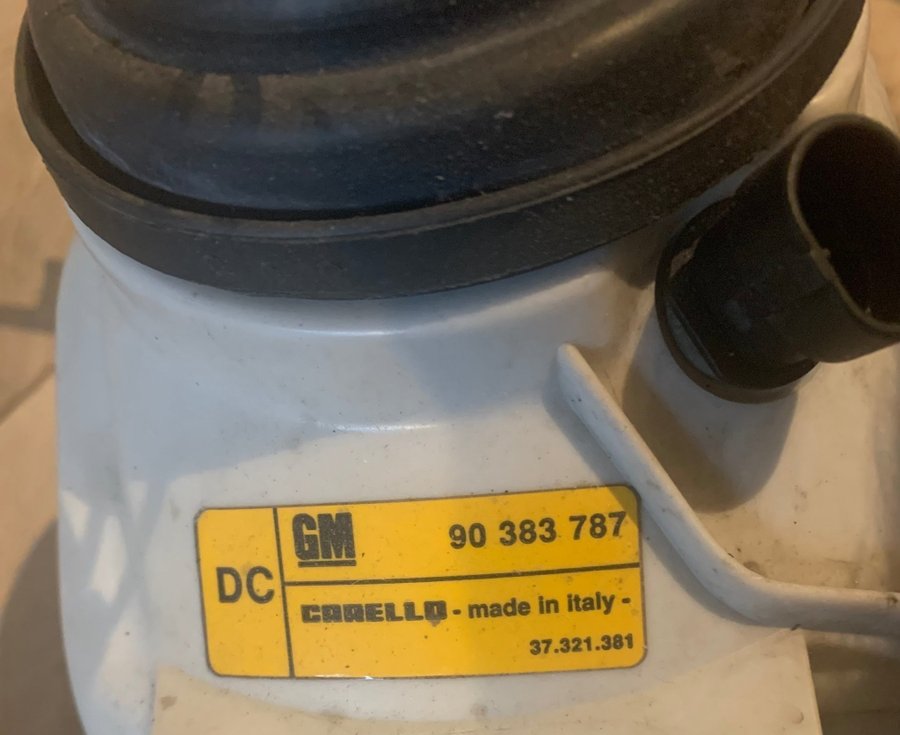 GM 90 383 787
DC
CARELLO - made in italy -
37.321.381